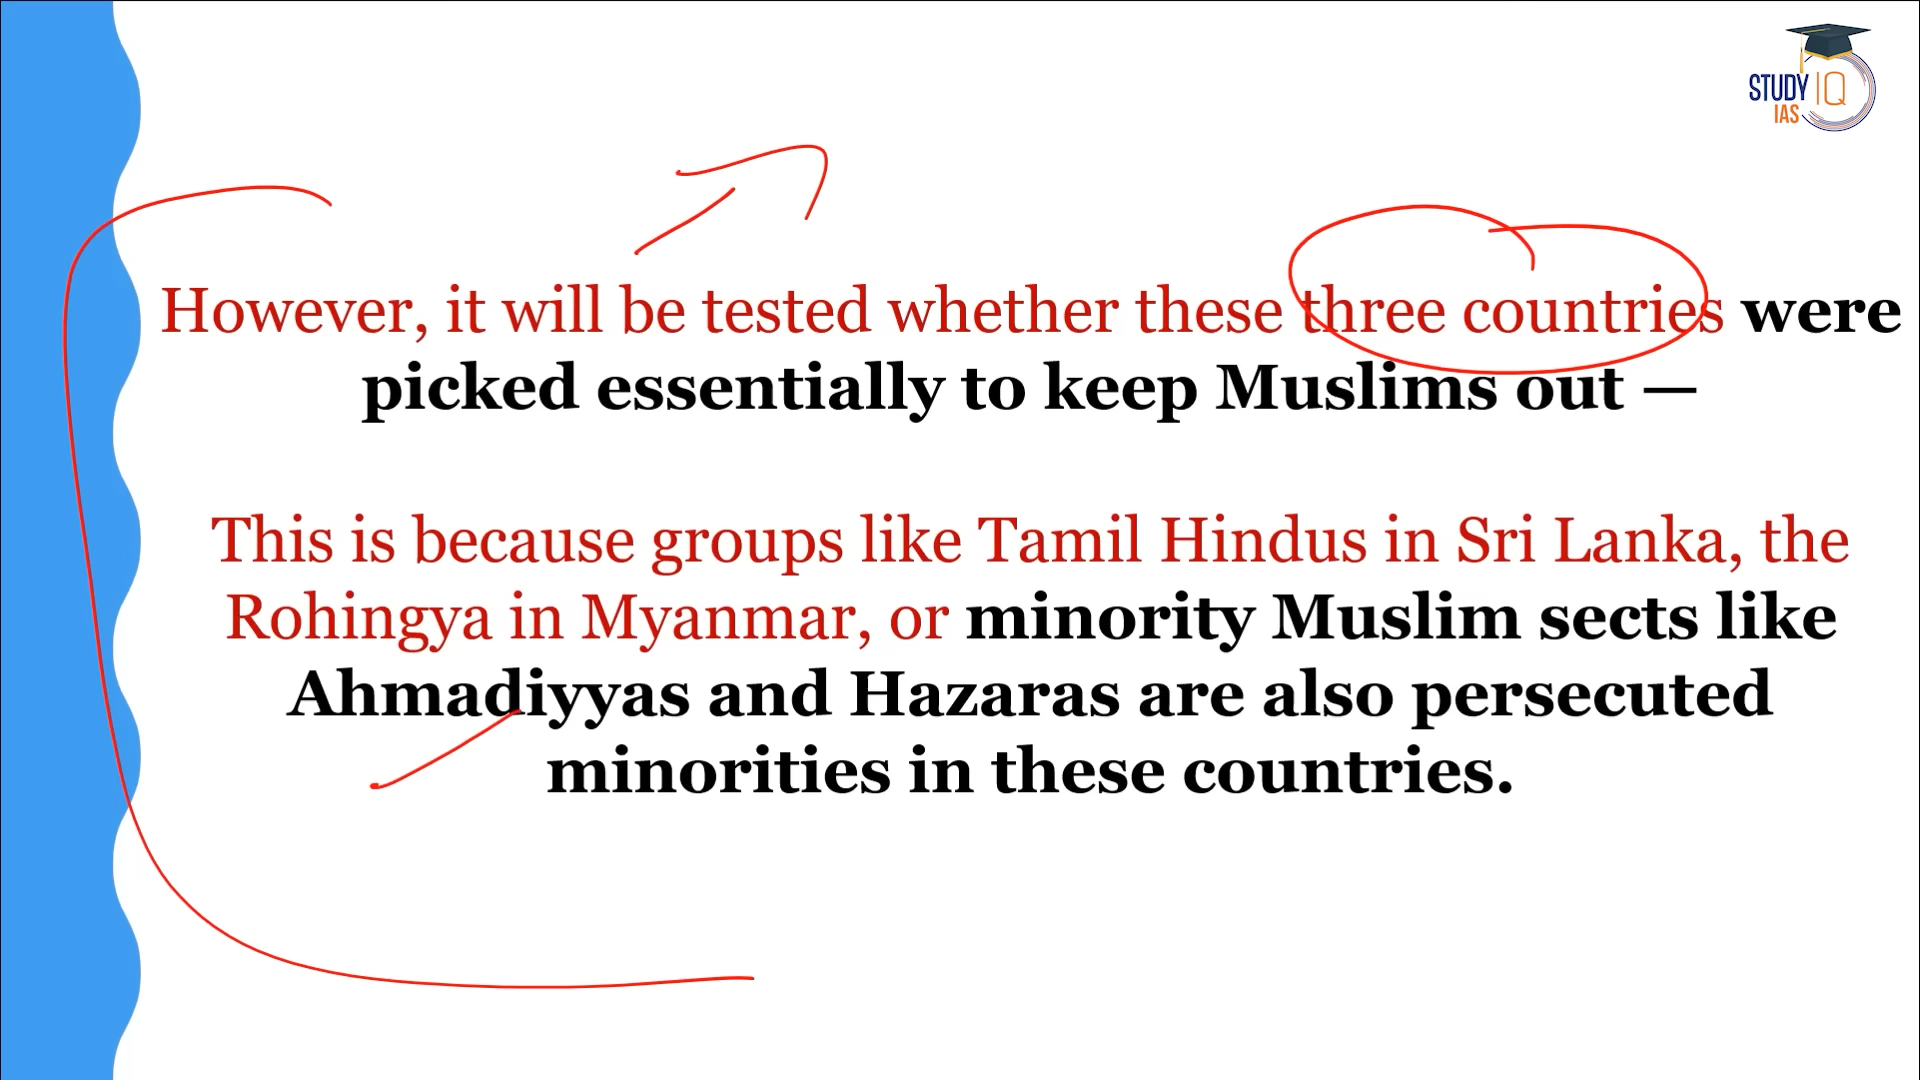 STUDY IQ
IAS
However, it will be tested whether these three countries were
picked essentially to keep Muslims out —
This is because groups like Tamil Hindus in Sri Lanka, the
Rohingya in Myanmar, or minority Muslim sects like
Ahmadiyyas and Hazaras are also persecuted
minorities in these countries.